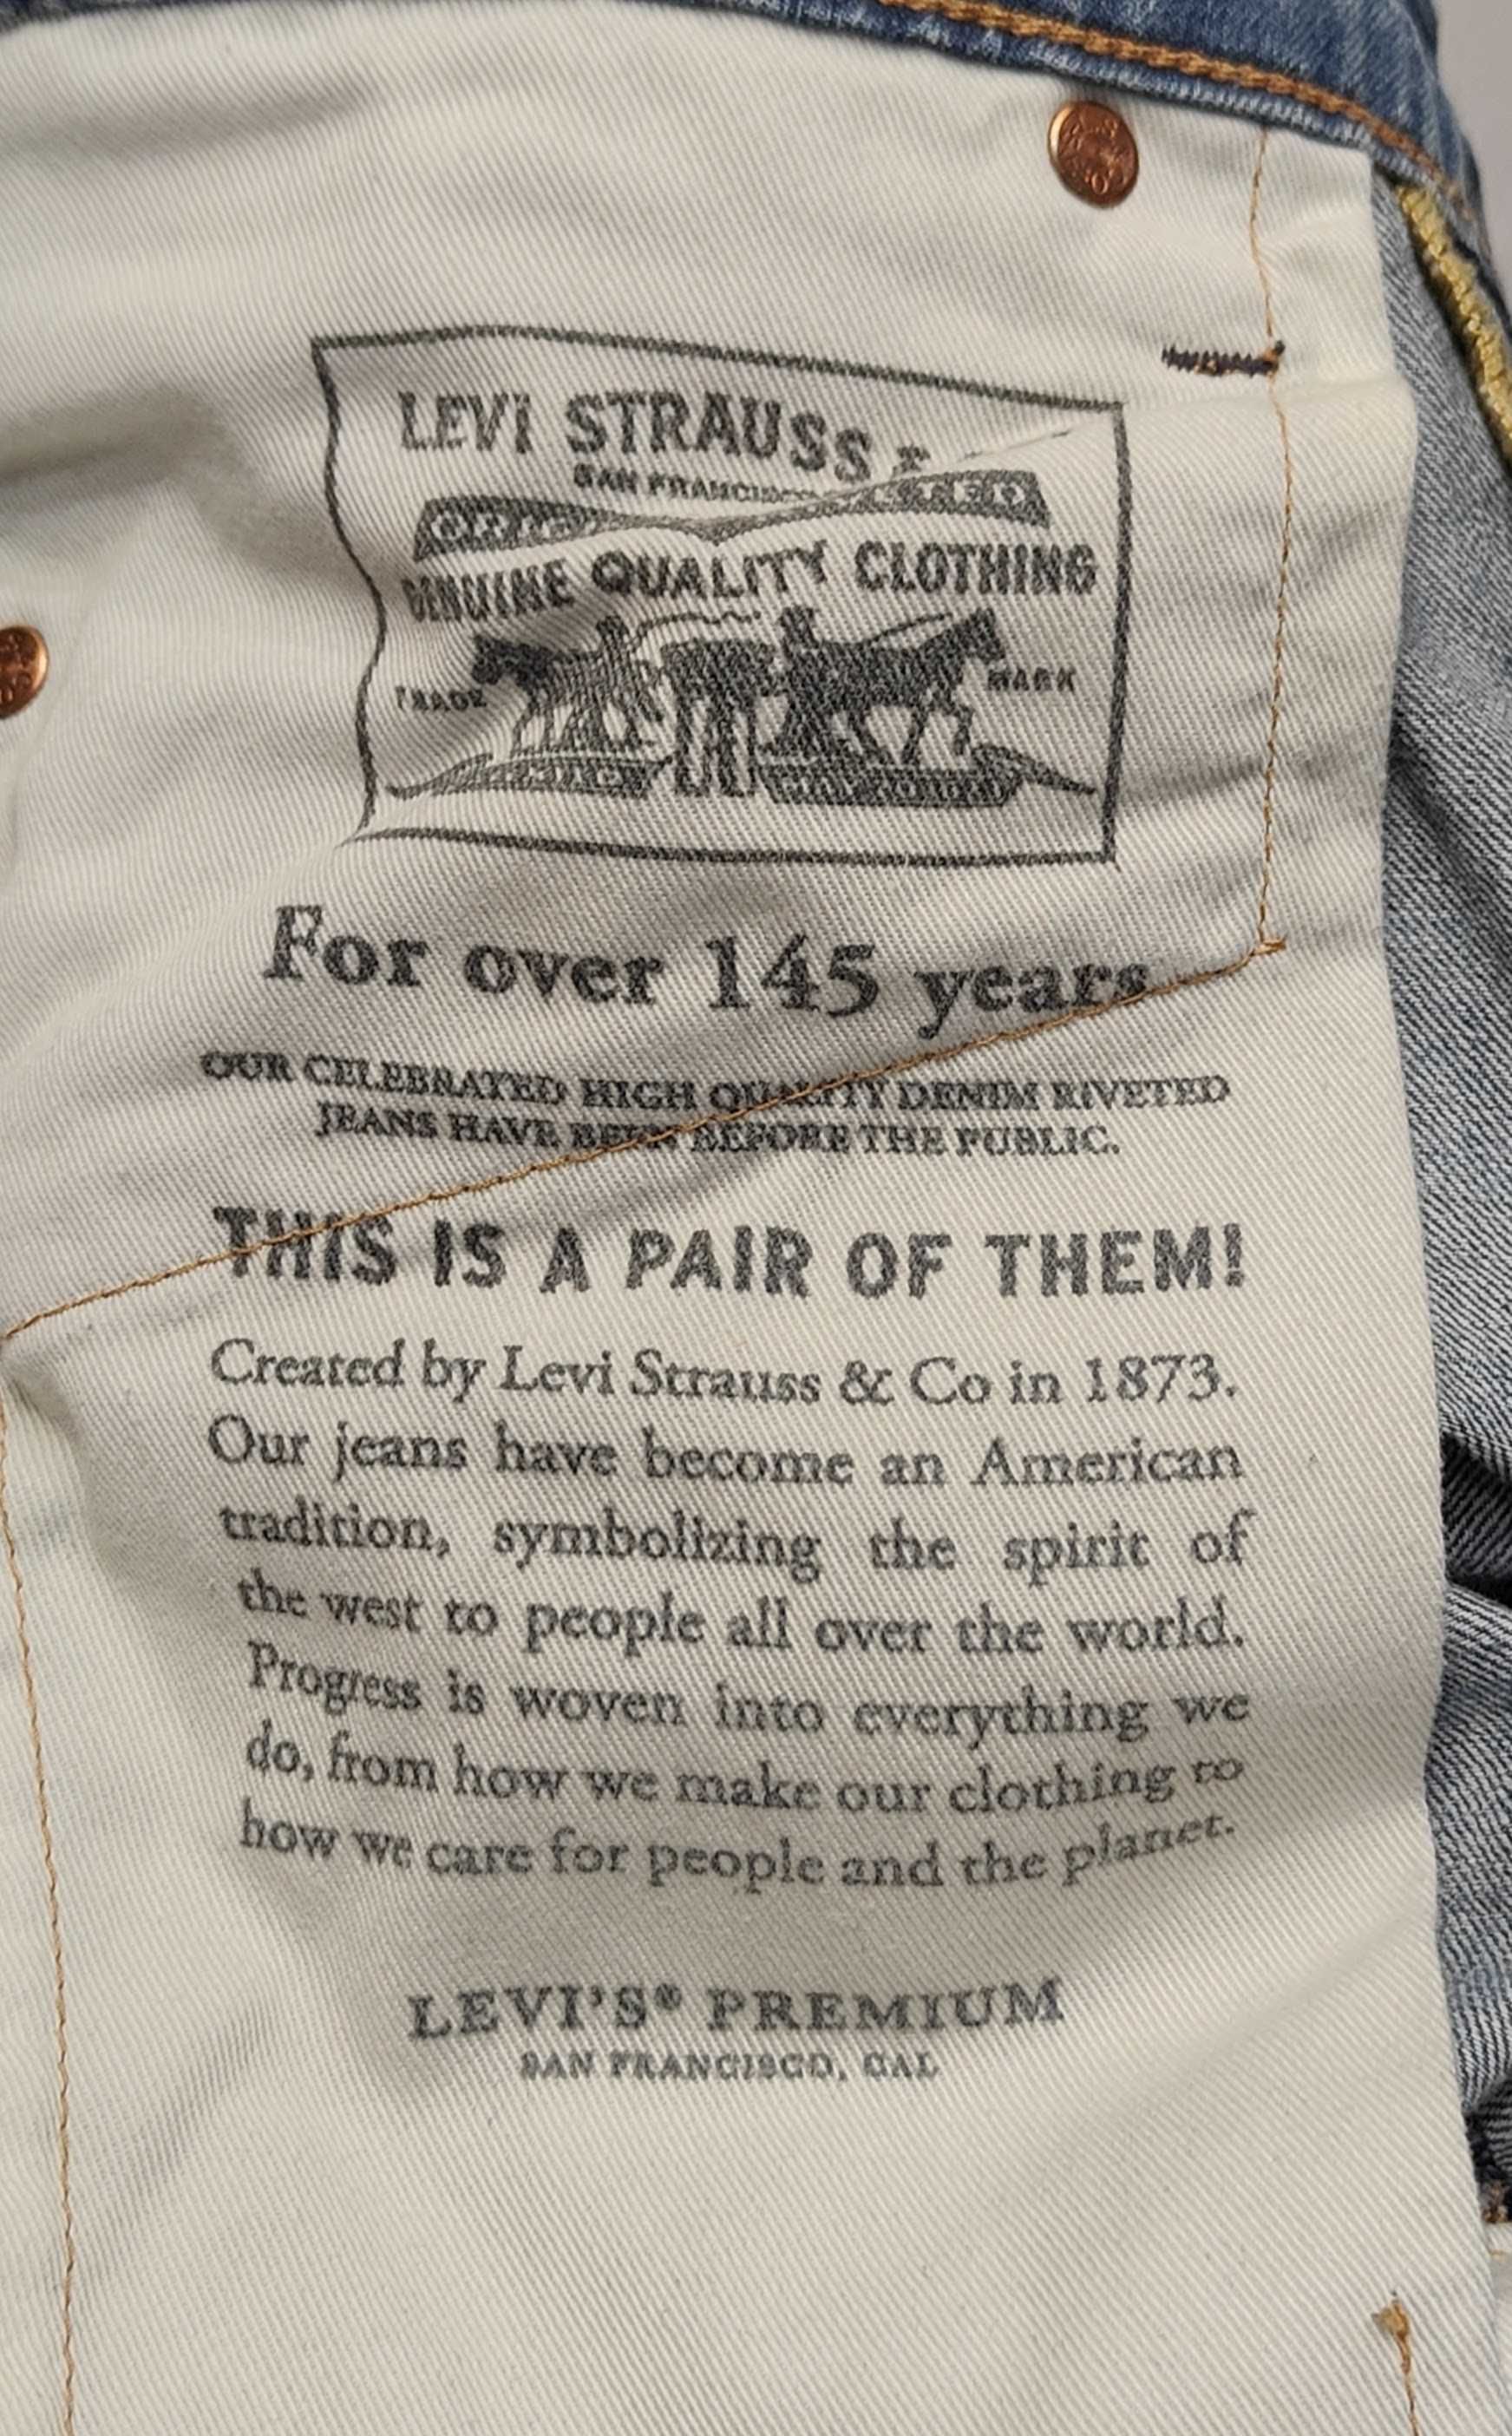 LEVI STRAUSS &
SAN FRANCISCO
GENUINE QUALITY CLOTHING
TRADE MARK
MAY 20 1873
For over 145 years
OUR CELEBRATED HIGH QUALITY DENIM RIVETED
JEANS HAVE BEEN BEFORE THE PUBLIC.
THIS IS A PAIR OF THEM!
Created by Levi Strauss & Co in 1873.
Our jeans have become an American
tradition, symbolizing the spirit of
the west to people all over the world.
Progress is woven into everything we
do, from how we make our clothing to
how we care for people and the planet.
LEVI'S® PREMIUM
SAN FRANCISCO, CAL